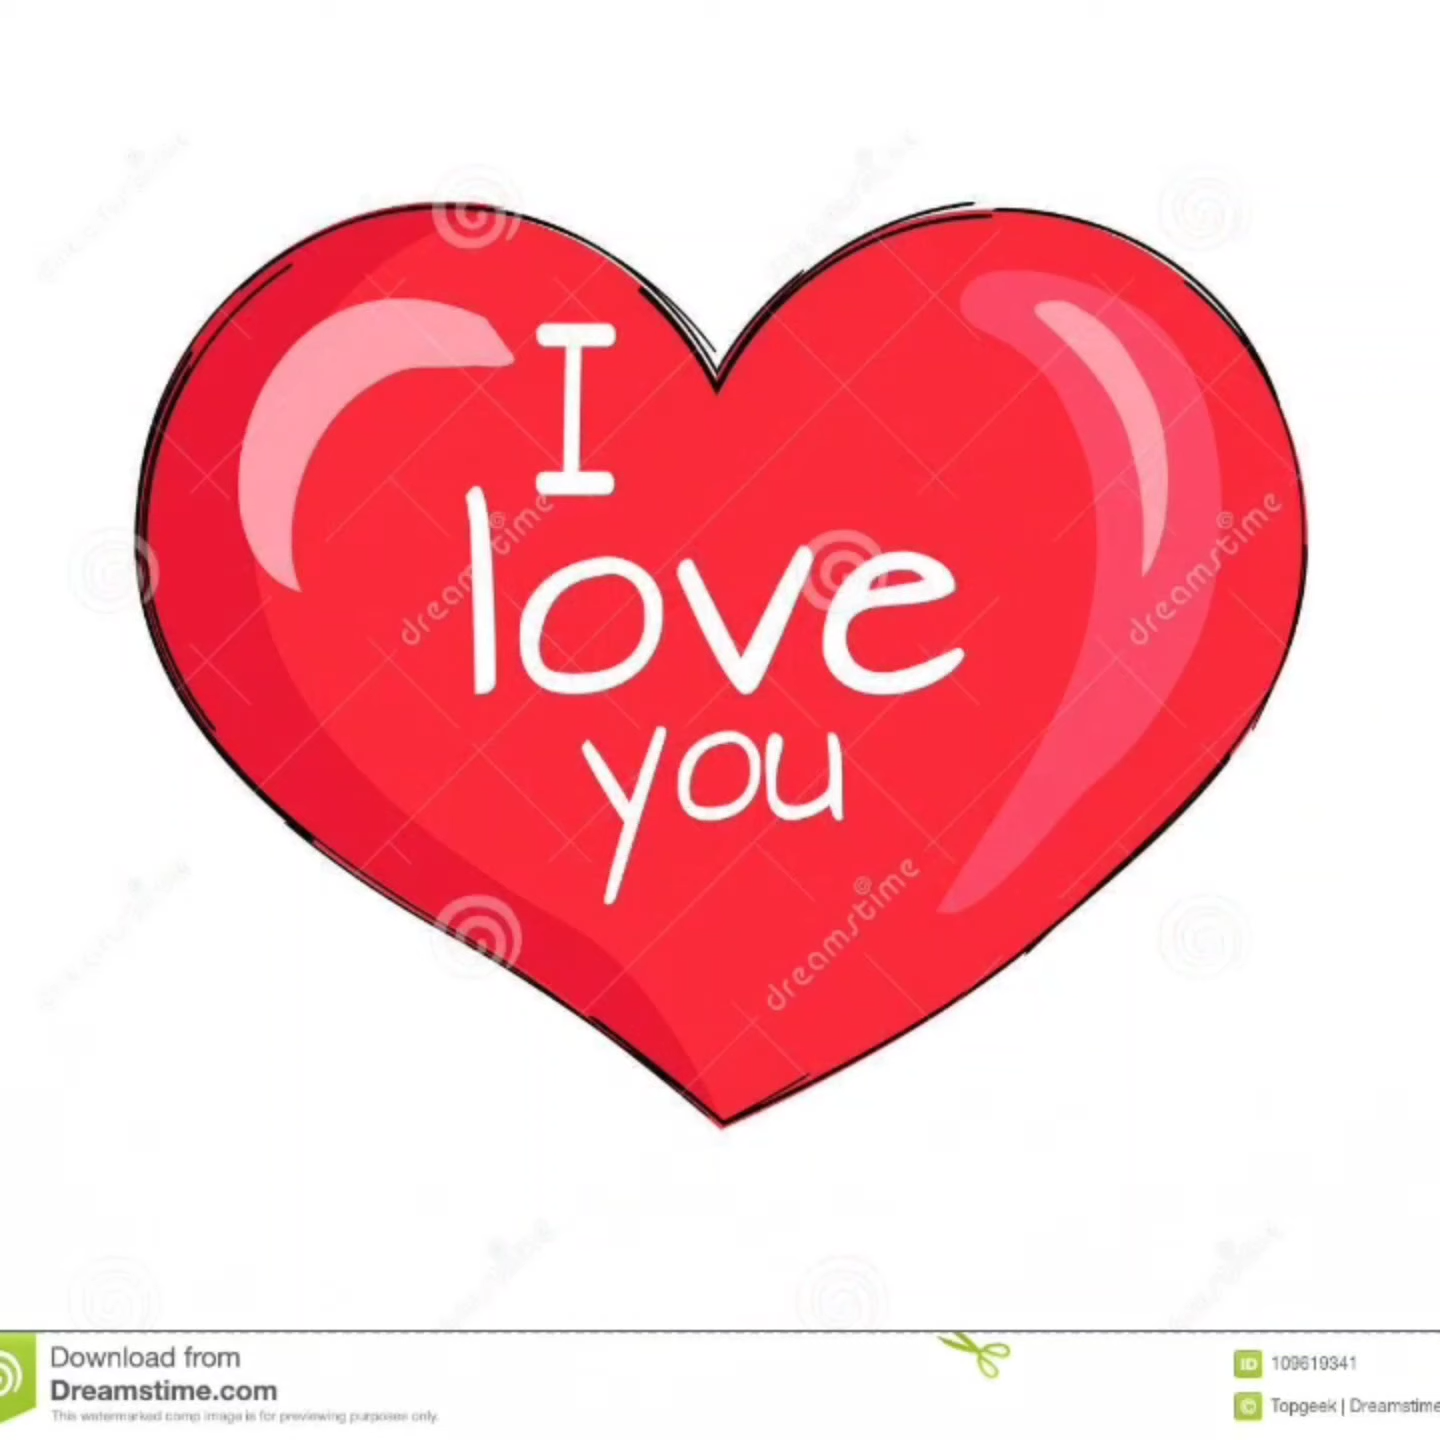 I
love
you
dreamstime
dreamstime
dreamstime
Download from
Dreamstime.com
This watermarked comp image is for previewing purposes only.
ID 109619341
© Topgeek | Dreamstime